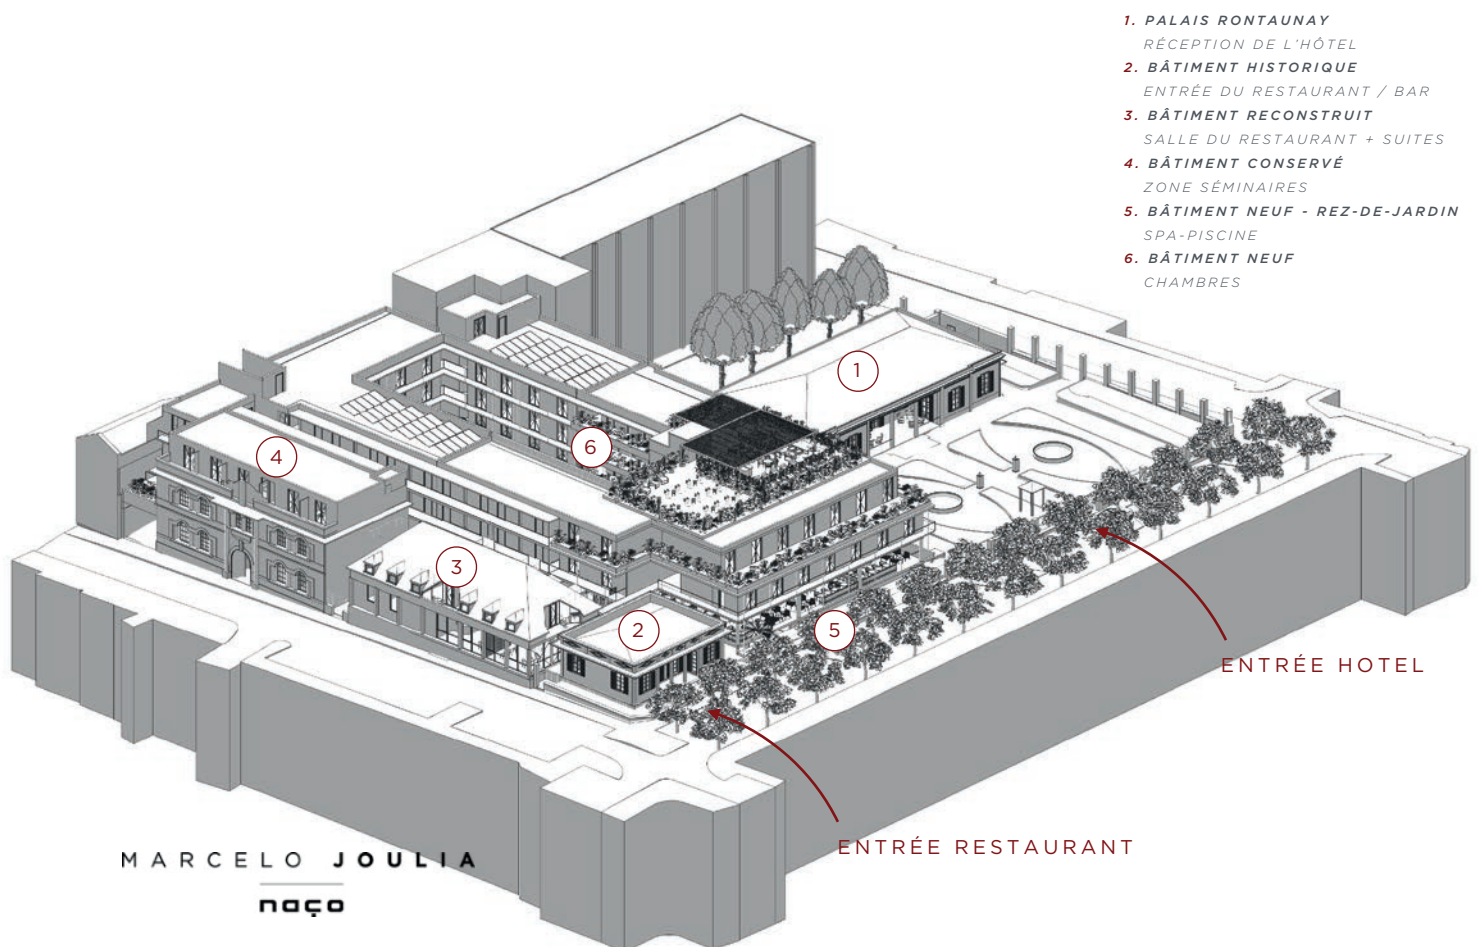 1. PALAIS RONTAUNAY
RÉCEPTION DE L'HÔTEL
2. BÂTIMENT HISTORIQUE
ENTRÉE DU RESTAURANT / BAR
3. BÂTIMENT RECONSTRUIT
SALLE DU RESTAURANT + SUITES
4. BÂTIMENT CONSERVÉ
ZONE SÉMINAIRES
5. BÂTIMENT NEUF - REZ-DE-JARDIN
SPA-PISCINE
6. BÂTIMENT NEUF
CHAMBRES
1
6
4
3
2
5
ENTRÉE HOTEL
ENTRÉE RESTAURANT
MARCELO JOULIA
naço